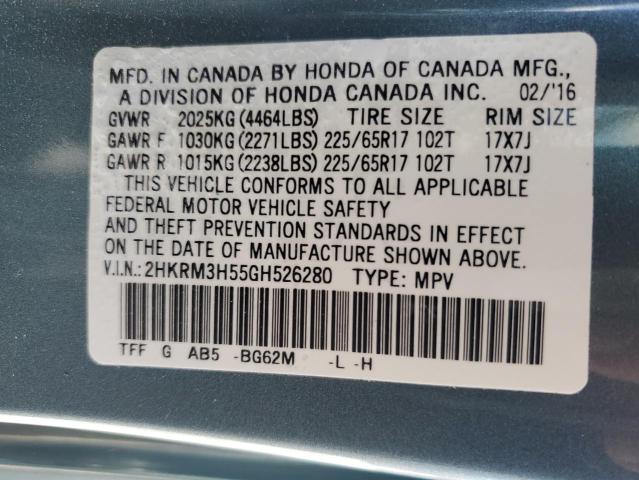 MFD. IN CANADA BY HONDA OF CANADA MFG.,
A DIVISION OF HONDA CANADA INC. 02/'16
GVWR 2025KG (4464LBS) TIRE SIZE RIM SIZE
GAWR F 1030KG (2271LBS) 225/65R17 102T 17X7J
GAWR R 1015KG (2238LBS) 225/65R17 102T 17X7J
THIS VEHICLE CONFORMS TO ALL APPLICABLE
FEDERAL MOTOR VEHICLE SAFETY
AND THEFT PREVENTION STANDARDS IN EFFECT
ON THE DATE OF MANUFACTURE SHOWN ABOVE.
V.I.N.: 2HKRM3H55GH526280 TYPE: MPV
TFF G AB5 -BG62M -L -H